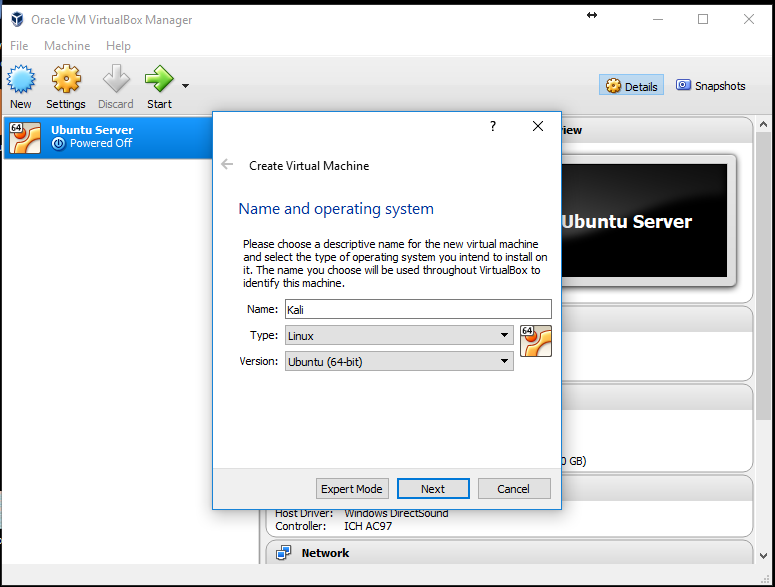 Oracle VM VirtualBox Manager
File Machine Help
New Settings Discard Start
Details Snapshots
64
Ubuntu Server
Powered Off
iew
Ubuntu Server
?
Create Virtual Machine
Name and operating system
Please choose a descriptive name for the new virtual machine
and select the type of operating system you intend to install on
it. The name you choose will be used throughout VirtualBox to
identify this machine.
Name: Kali
Type: Linux
64
Version: Ubuntu (64-bit)
0 GB)
Expert Mode Next Cancel
Host Driver: Windows DirectSound
Controller: ICH AC97
Network